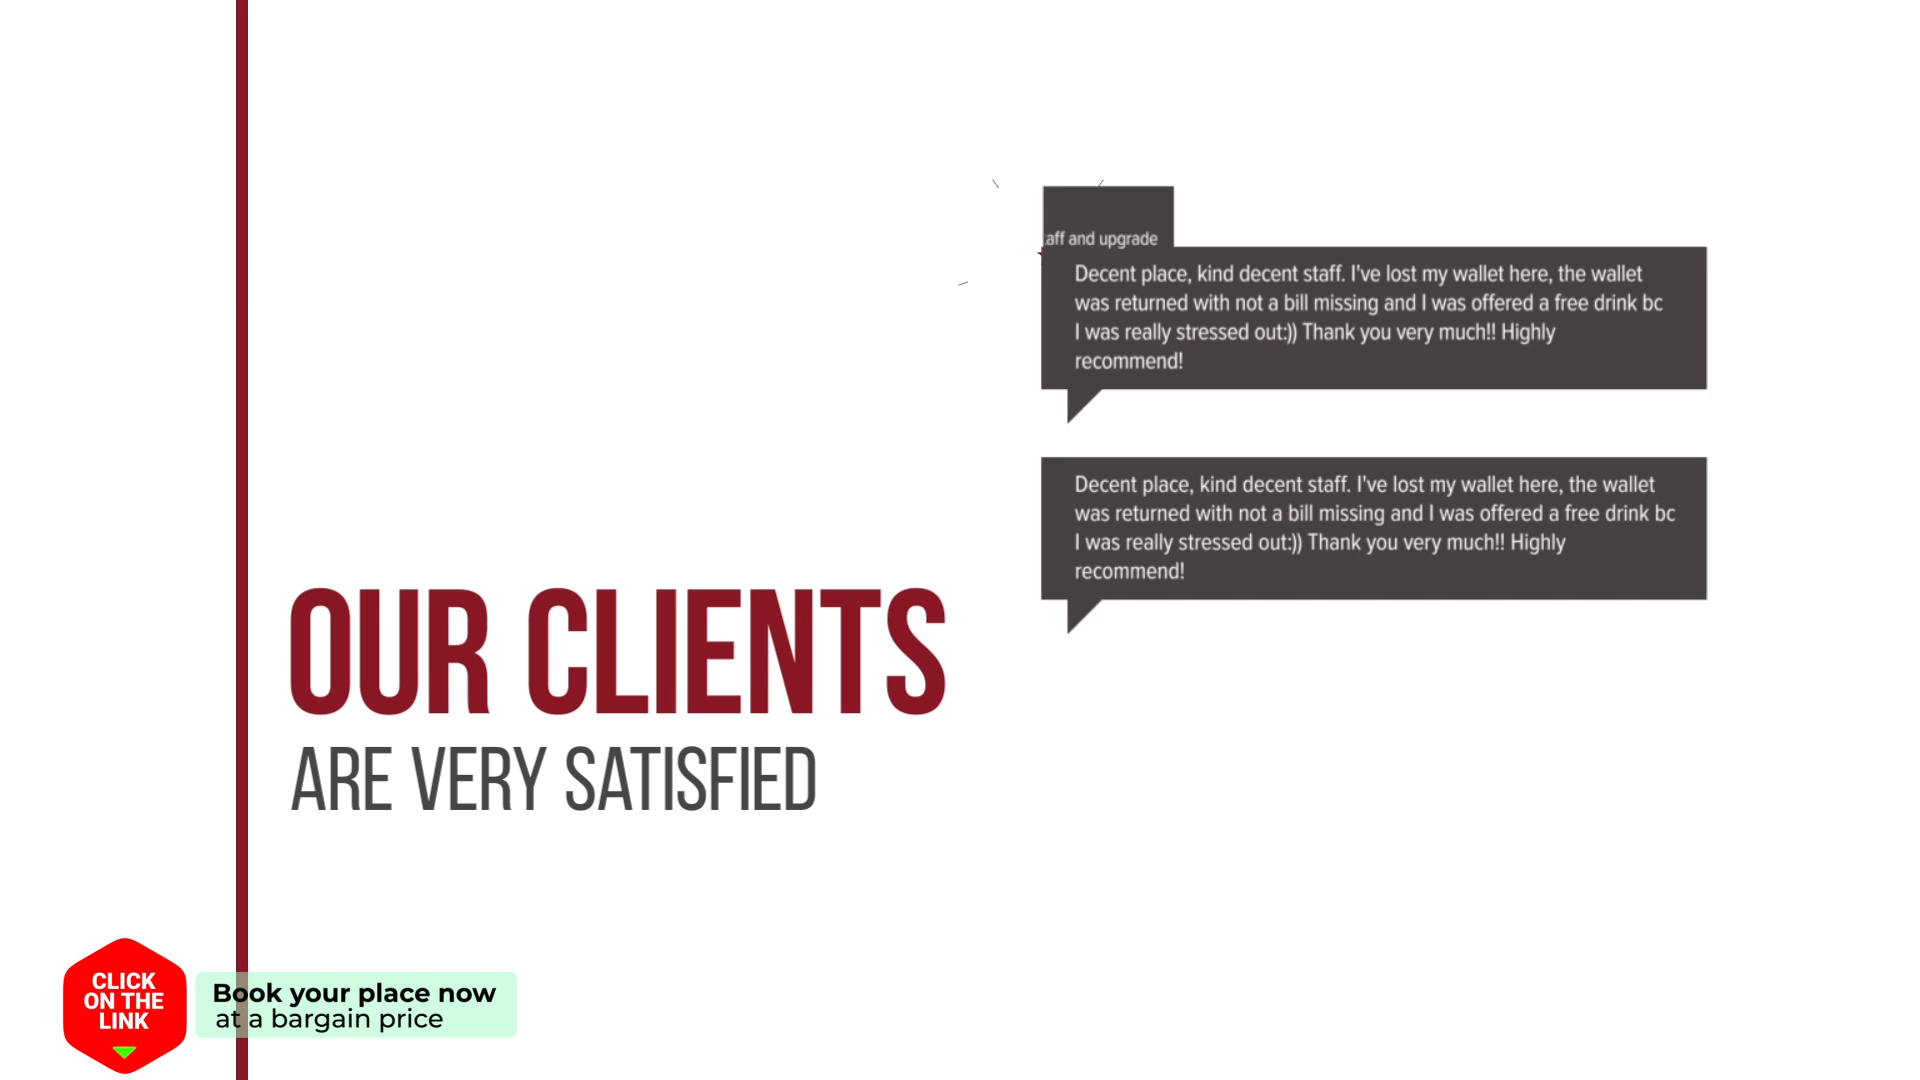 and upgrade
Decent place, kind decent staff. I've lost my wallet here, the wallet
was returned with not a bill missing and I was offered a free drink bc
I was really stressed out:)) Thank you very much!! Highly
recommend!
Decent place, kind decent staff. I've lost my wallet here, the wallet
was returned with not a bill missing and I was offered a free drink bc
I was really stressed out:)) Thank you very much!! Highly
recommend!
OUR CLIENTS
ARE VERY SATISFIED
CLICK
ON THE
LINK
Book your place now
at a bargain price